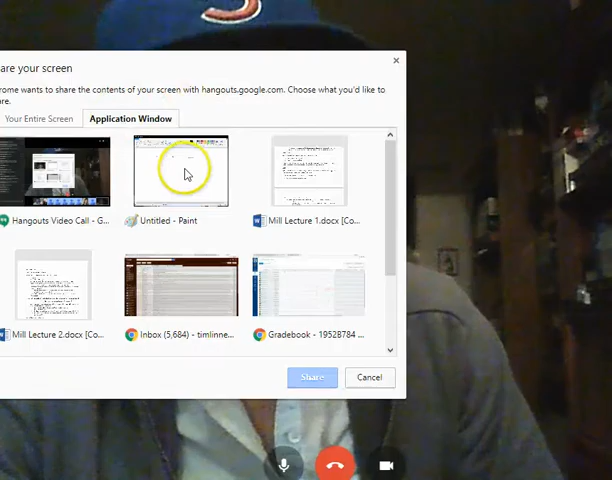 are your screen
rome wants to share the contents of your screen with hangouts.google.com. Choose what you'd like to
are.
Your Entire Screen
Application Window
Hangouts Video Call - G...
Untitled - Paint
Mill Lecture 1.docx [Co...
Mill Lecture 2.docx [Co...
Inbox (5,684) - timlinne...
Gradebook - 1952B784 ...
Share
Cancel